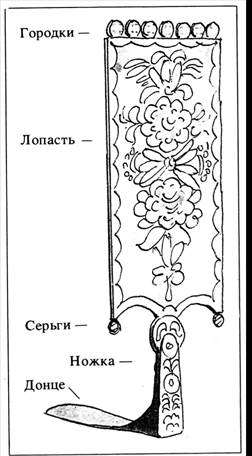 Городки —
Лопасть —
Серьги —
Ножка —
Донце